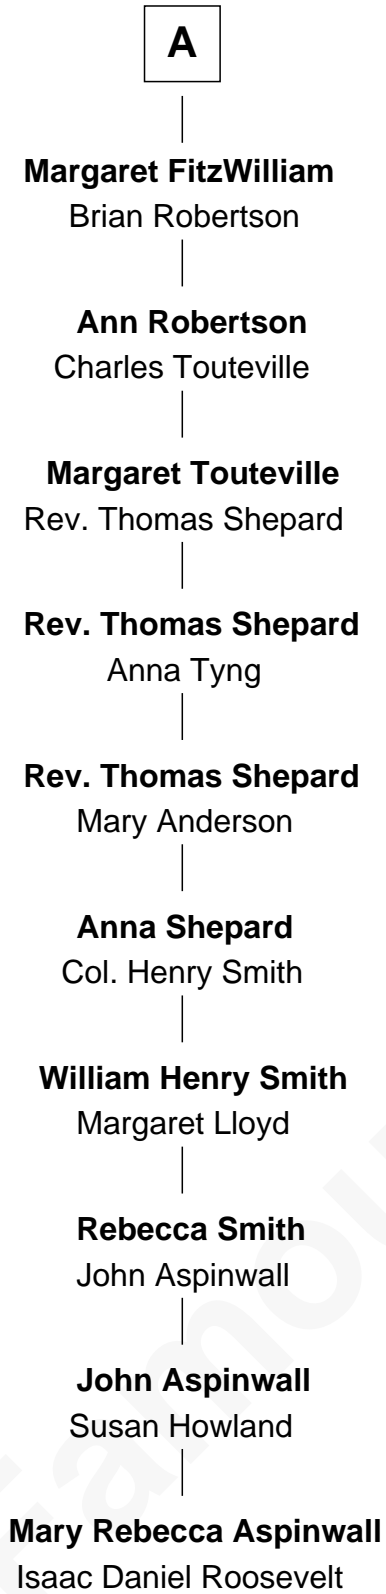 A
Margaret FitzWilliam
Brian Robertson
Ann Robertson
Charles Touteville
Margaret Touteville
Rev. Thomas Shepard
Rev. Thomas Shepard
Anna Tyng
Rev. Thomas Shepard
Mary Anderson
Anna Shepard
Col. Henry Smith
William Henry Smith
Margaret Lloyd
Rebecca Smith
John Aspinwall
John Aspinwall
Susan Howland
Mary Rebecca Aspinwall
Isaac Daniel Roosevelt